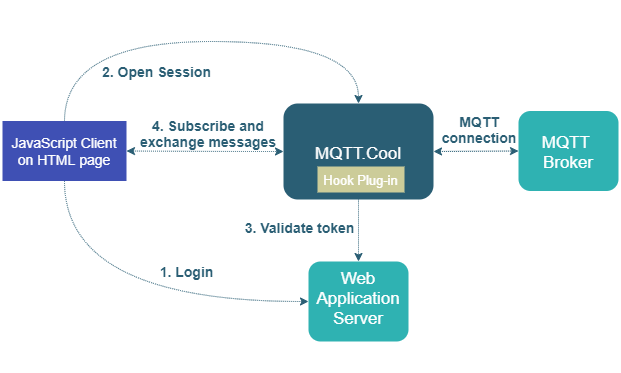 2. Open Session
JavaScript Client
on HTML page
4. Subscribe and
exchange messages
MQTT.Cool
Hook Plug-in
MQTT
connection
MQTT
Broker
3. Validate token
1. Login
Web
Application
Server